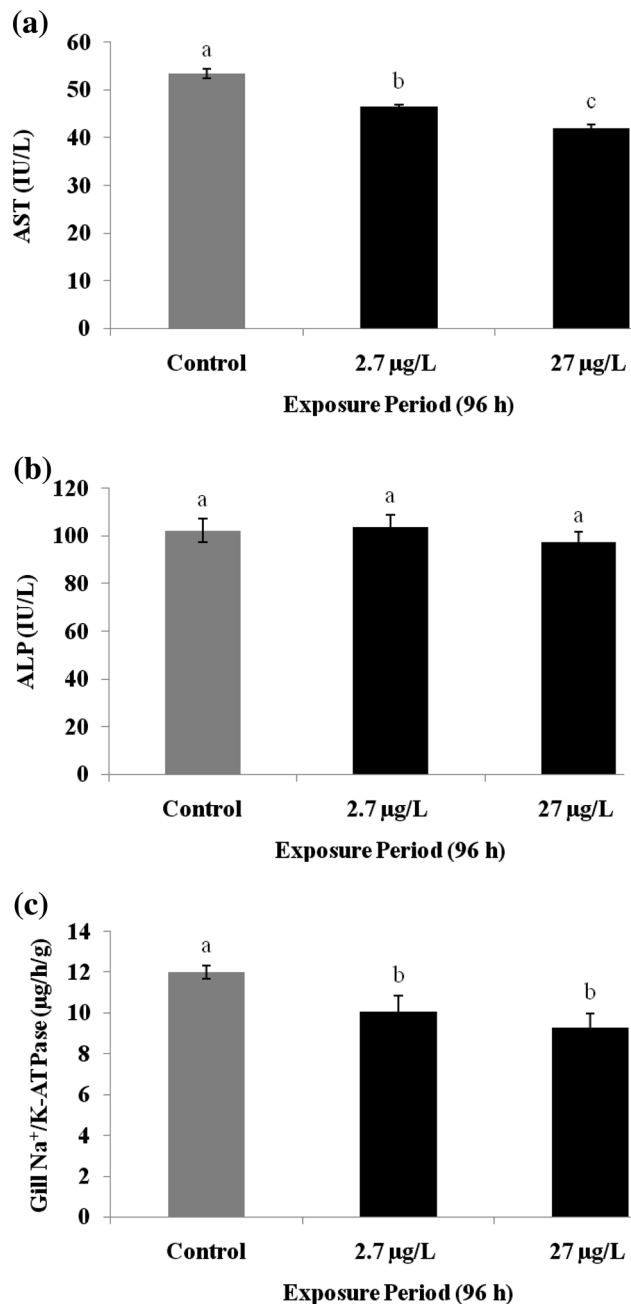 (a)
60
50
40
30
20
10
0
AST (IU/L)
a
b
c
Control
2.7 µg/L
27 µg/L
Exposure Period (96 h)
(b)
120
100
80
60
40
20
0
ALP (IU/L)
a
a
a
Control
2.7 µg/L
27 µg/L
Exposure Period (96 h)
(c)
14
12
10
8
6
4
2
0
Gill Na⁺/K-ATPase (µg/h/g)
a
b
b
Control
2.7 µg/L
27 µg/L
Exposure Period (96 h)